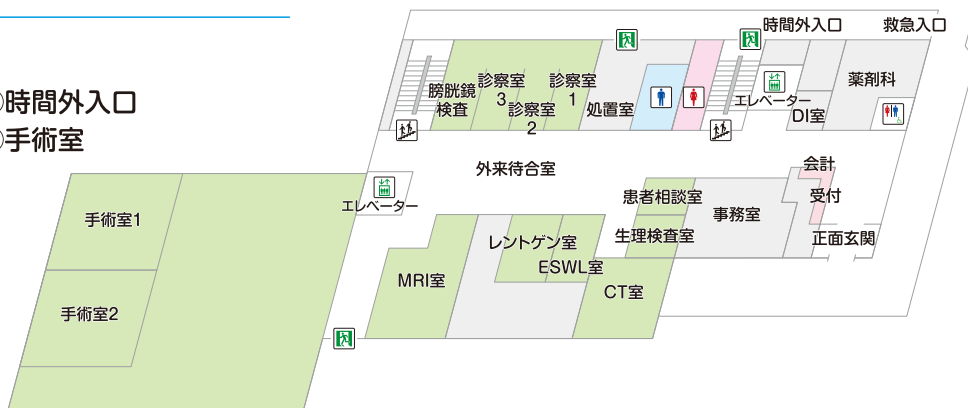 時間外入口
手術室
時間外入口
救急入口
膀胱鏡
検査
診察室
3
診察室
2
診察室
1
処置室
エレベーター
DI室
薬剤科
外来待合室
エレベーター
会計
受付
正面玄関
患者相談室
事務室
生理検査室
手術室1
手術室2
MRI室
レントゲン室
ESWL室
CT室